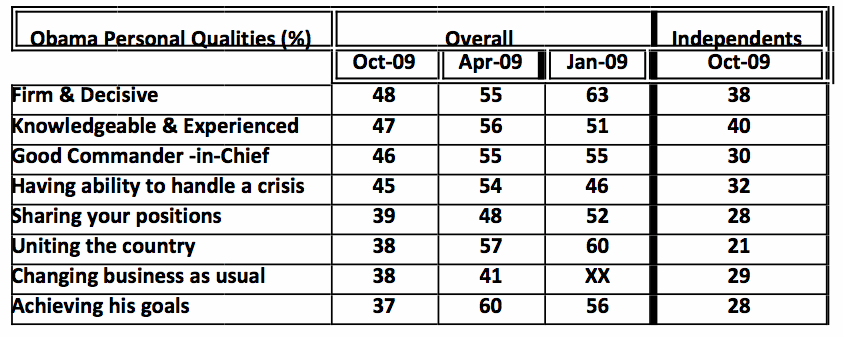 Obama Personal Qualities (%) Overall Independents
Oct-09 Apr-09 Jan-09 Oct-09
Firm & Decisive 48 55 63 38
Knowledgeable & Experienced 47 56 51 40
Good Commander -in-Chief 46 55 55 30
Having ability to handle a crisis 45 54 46 32
Sharing your positions 39 48 52 28
Uniting the country 38 57 60 21
Changing business as usual 38 41 XX 29
Achieving his goals 37 60 56 28